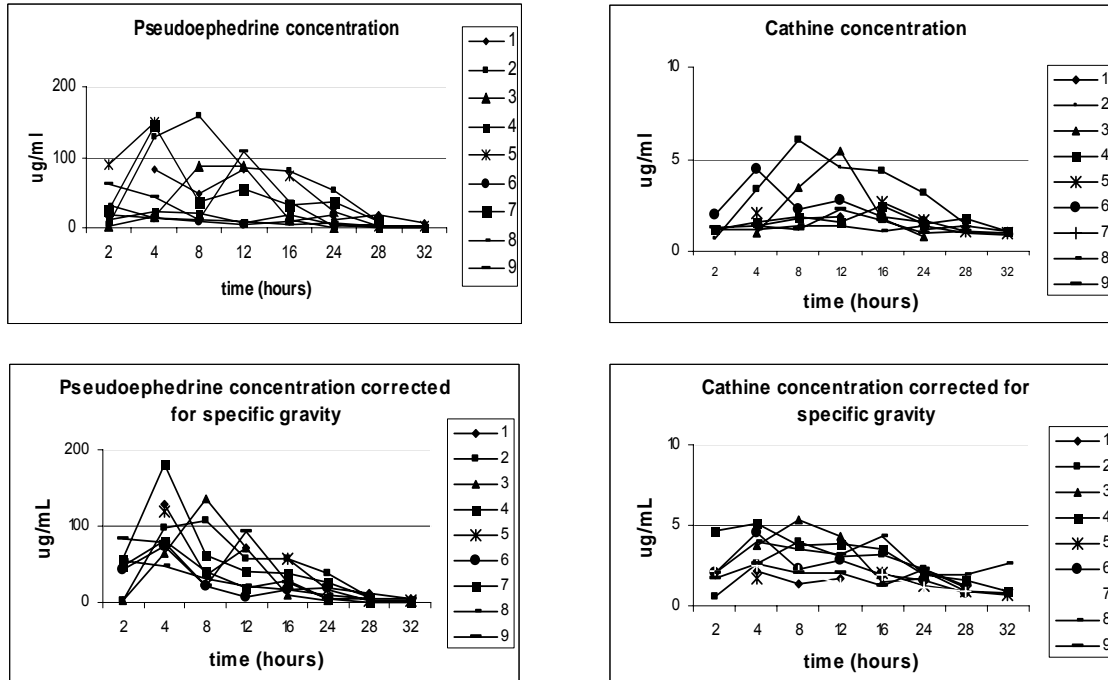 Pseudoephedrine concentration
ug/ml
200
100
0
2 4 8 12 16 24 28 32
time (hours)
1
2
3
4
5
6
7
8
9
Cathine concentration
ug/ml
10
5
0
2 4 8 12 16 24 28 32
time (hours)
1
2
3
4
5
6
7
8
9
Pseudoephedrine concentration corrected
for specific gravity
ug/mL
200
100
0
2 4 8 12 16 24 28 32
time (hours)
1
2
3
4
5
6
7
8
9
Cathine concentration corrected for
specific gravity
ug/mL
10
5
0
2 4 8 12 16 24 28 32
time (hours)
1
2
3
4
5
6
7
8
9